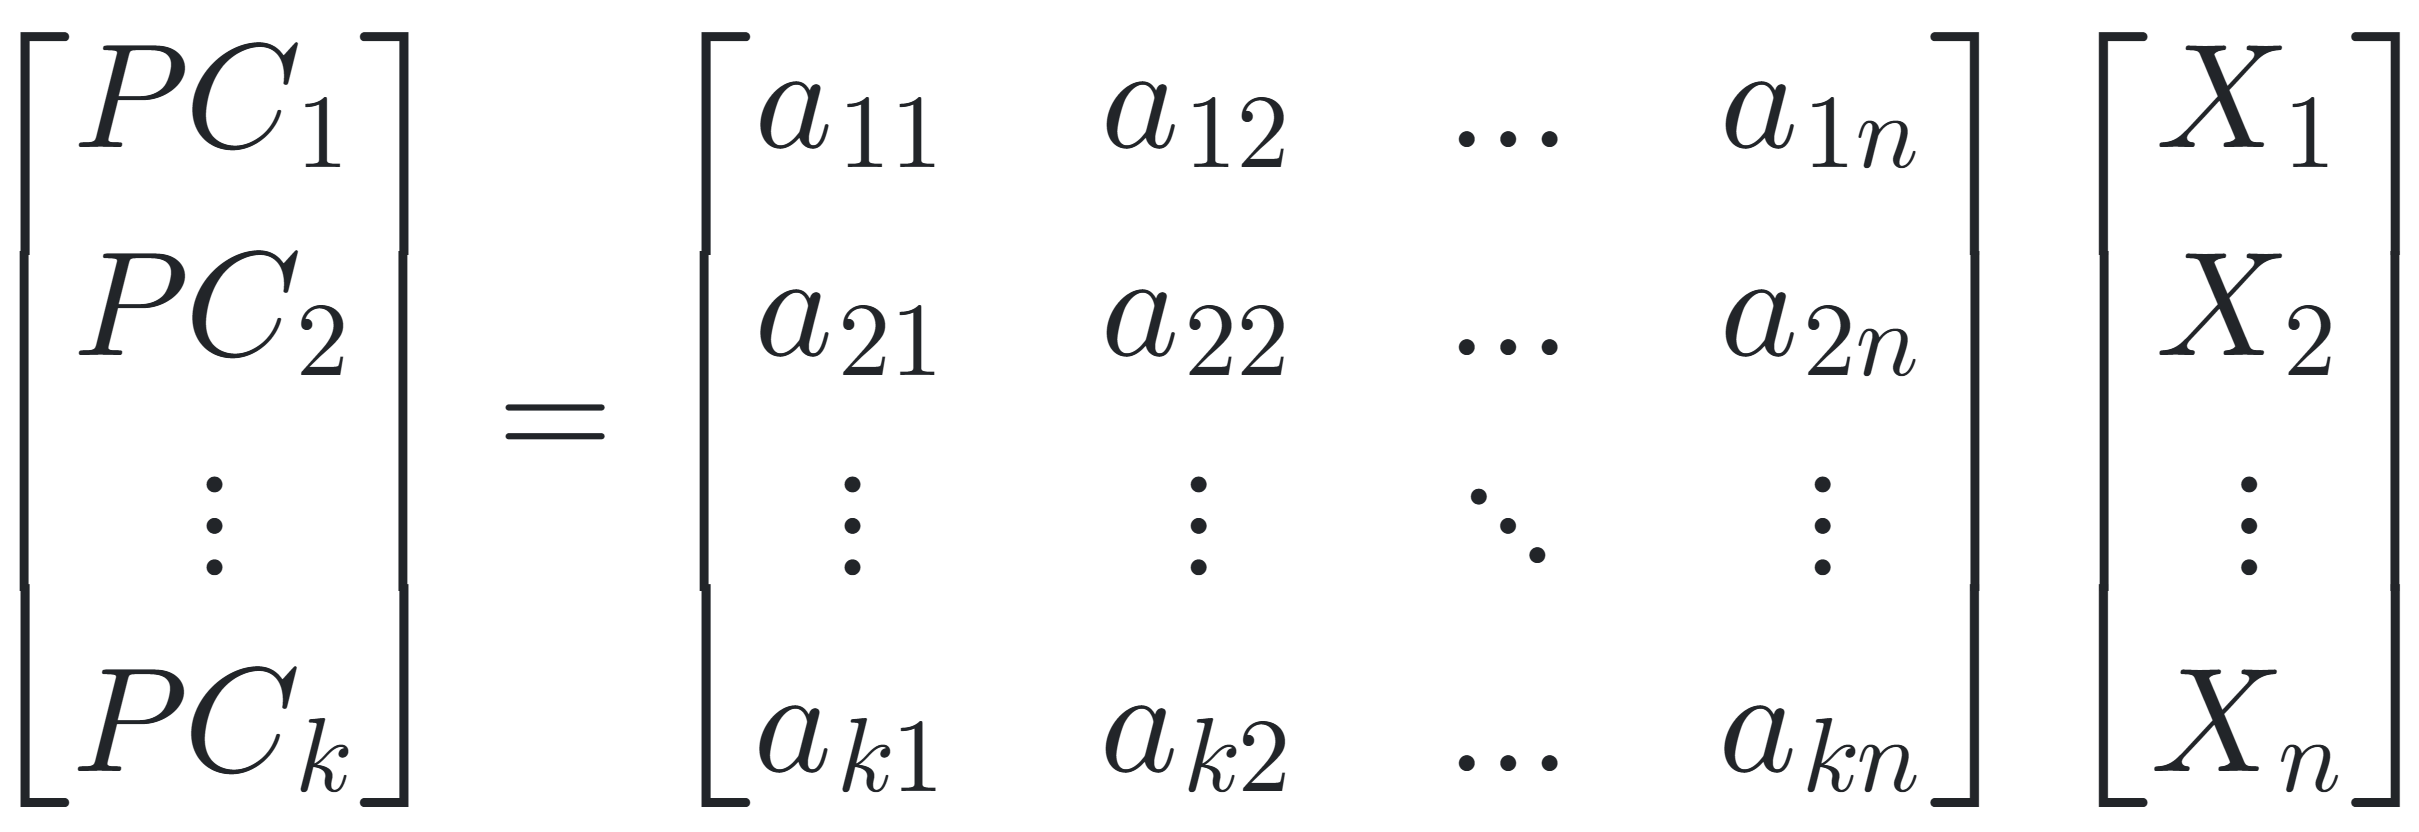 [PC₁] = [a₁₁ a₁₂ … a₁ₙ] [X₁]
[PC₂] [a₂₁ a₂₂ … a₂ₙ] [X₂]
[⋮] [⋮ ⋮ ⋱ ⋮] [⋮]
[PCₖ] [aₖ₁ aₖ₂ … aₖₙ] [Xₙ]